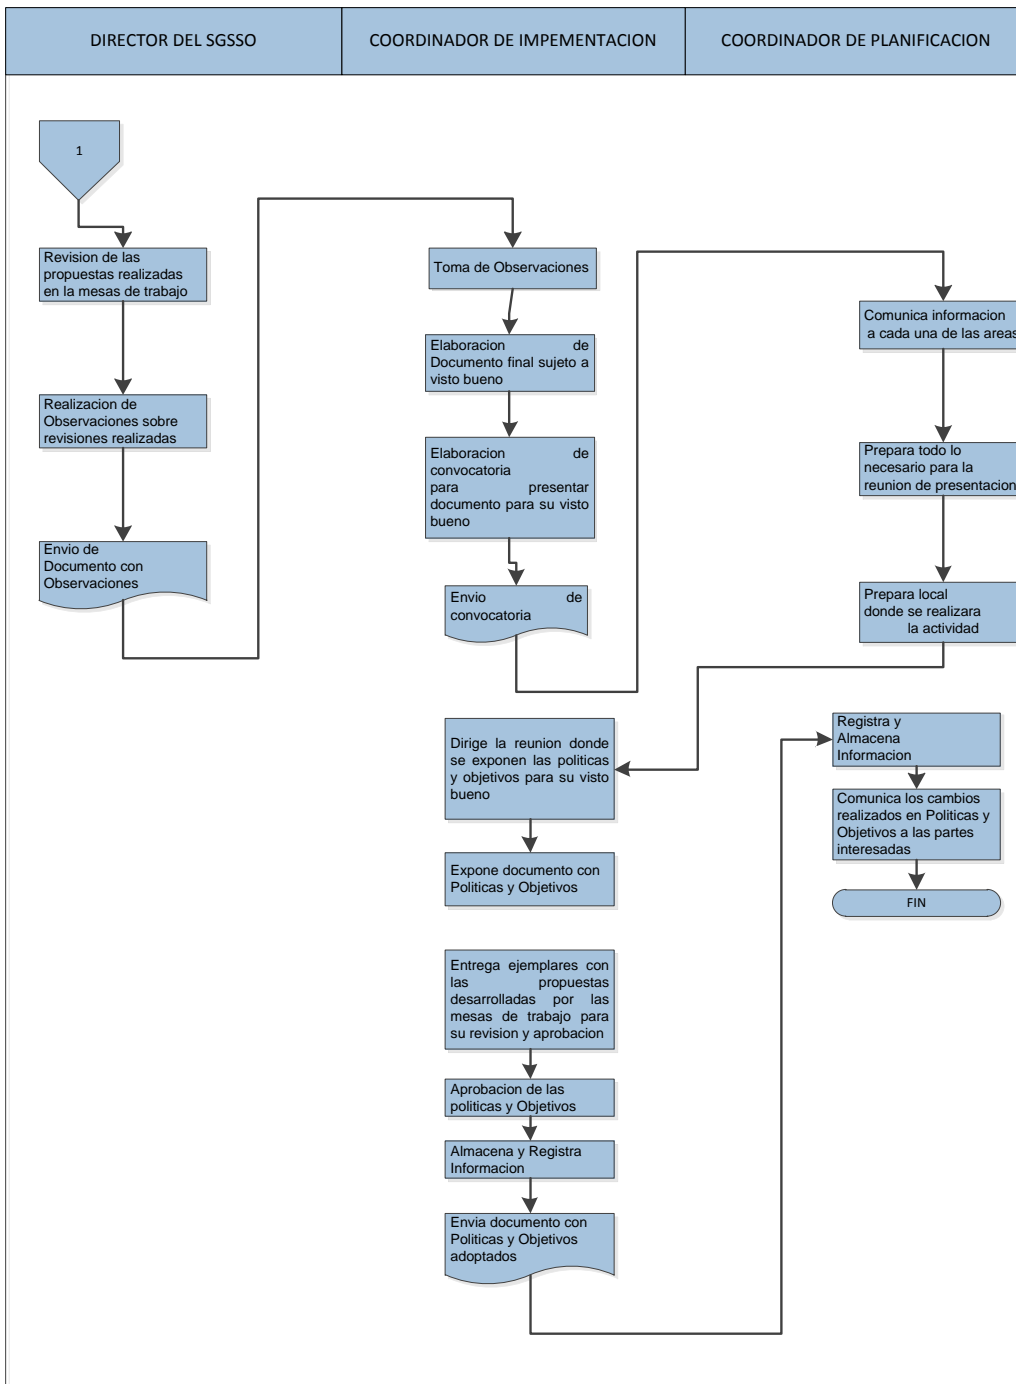 DIRECTOR DEL SGSSO
COORDINADOR DE IMPEMENTACION
COORDINADOR DE PLANIFICACION
1
Revision de las
propuestas realizadas
en la mesas de trabajo
Realizacion de
Observaciones sobre
revisiones realizadas
Envio de
Documento con
Observaciones
Toma de Observaciones
Elaboracion de
Documento final sujeto a
visto bueno
Elaboracion de
convocatoria
para presentar
documento para su visto
bueno
Envio de
convocatoria
Comunica informacion
a cada una de las areas
Prepara todo lo
necesario para la
reunion de presentacion
Prepara local
donde se realizara
la actividad
Dirige la reunion donde
se exponen las politicas
y objetivos para su visto
bueno
Expone documento con
Politicas y Objetivos
Entrega ejemplares con
las propuestas
desarrolladas por las
mesas de trabajo para
su revision y aprobacion
Aprobacion de las
politicas y Objetivos
Almacena y Registra
Informacion
Envia documento con
Politicas y Objetivos
adoptados
Registra y
Almacena
Informacion
Comunica los cambios
realizados en Politicas y
Objetivos a las partes
interesadas
FIN